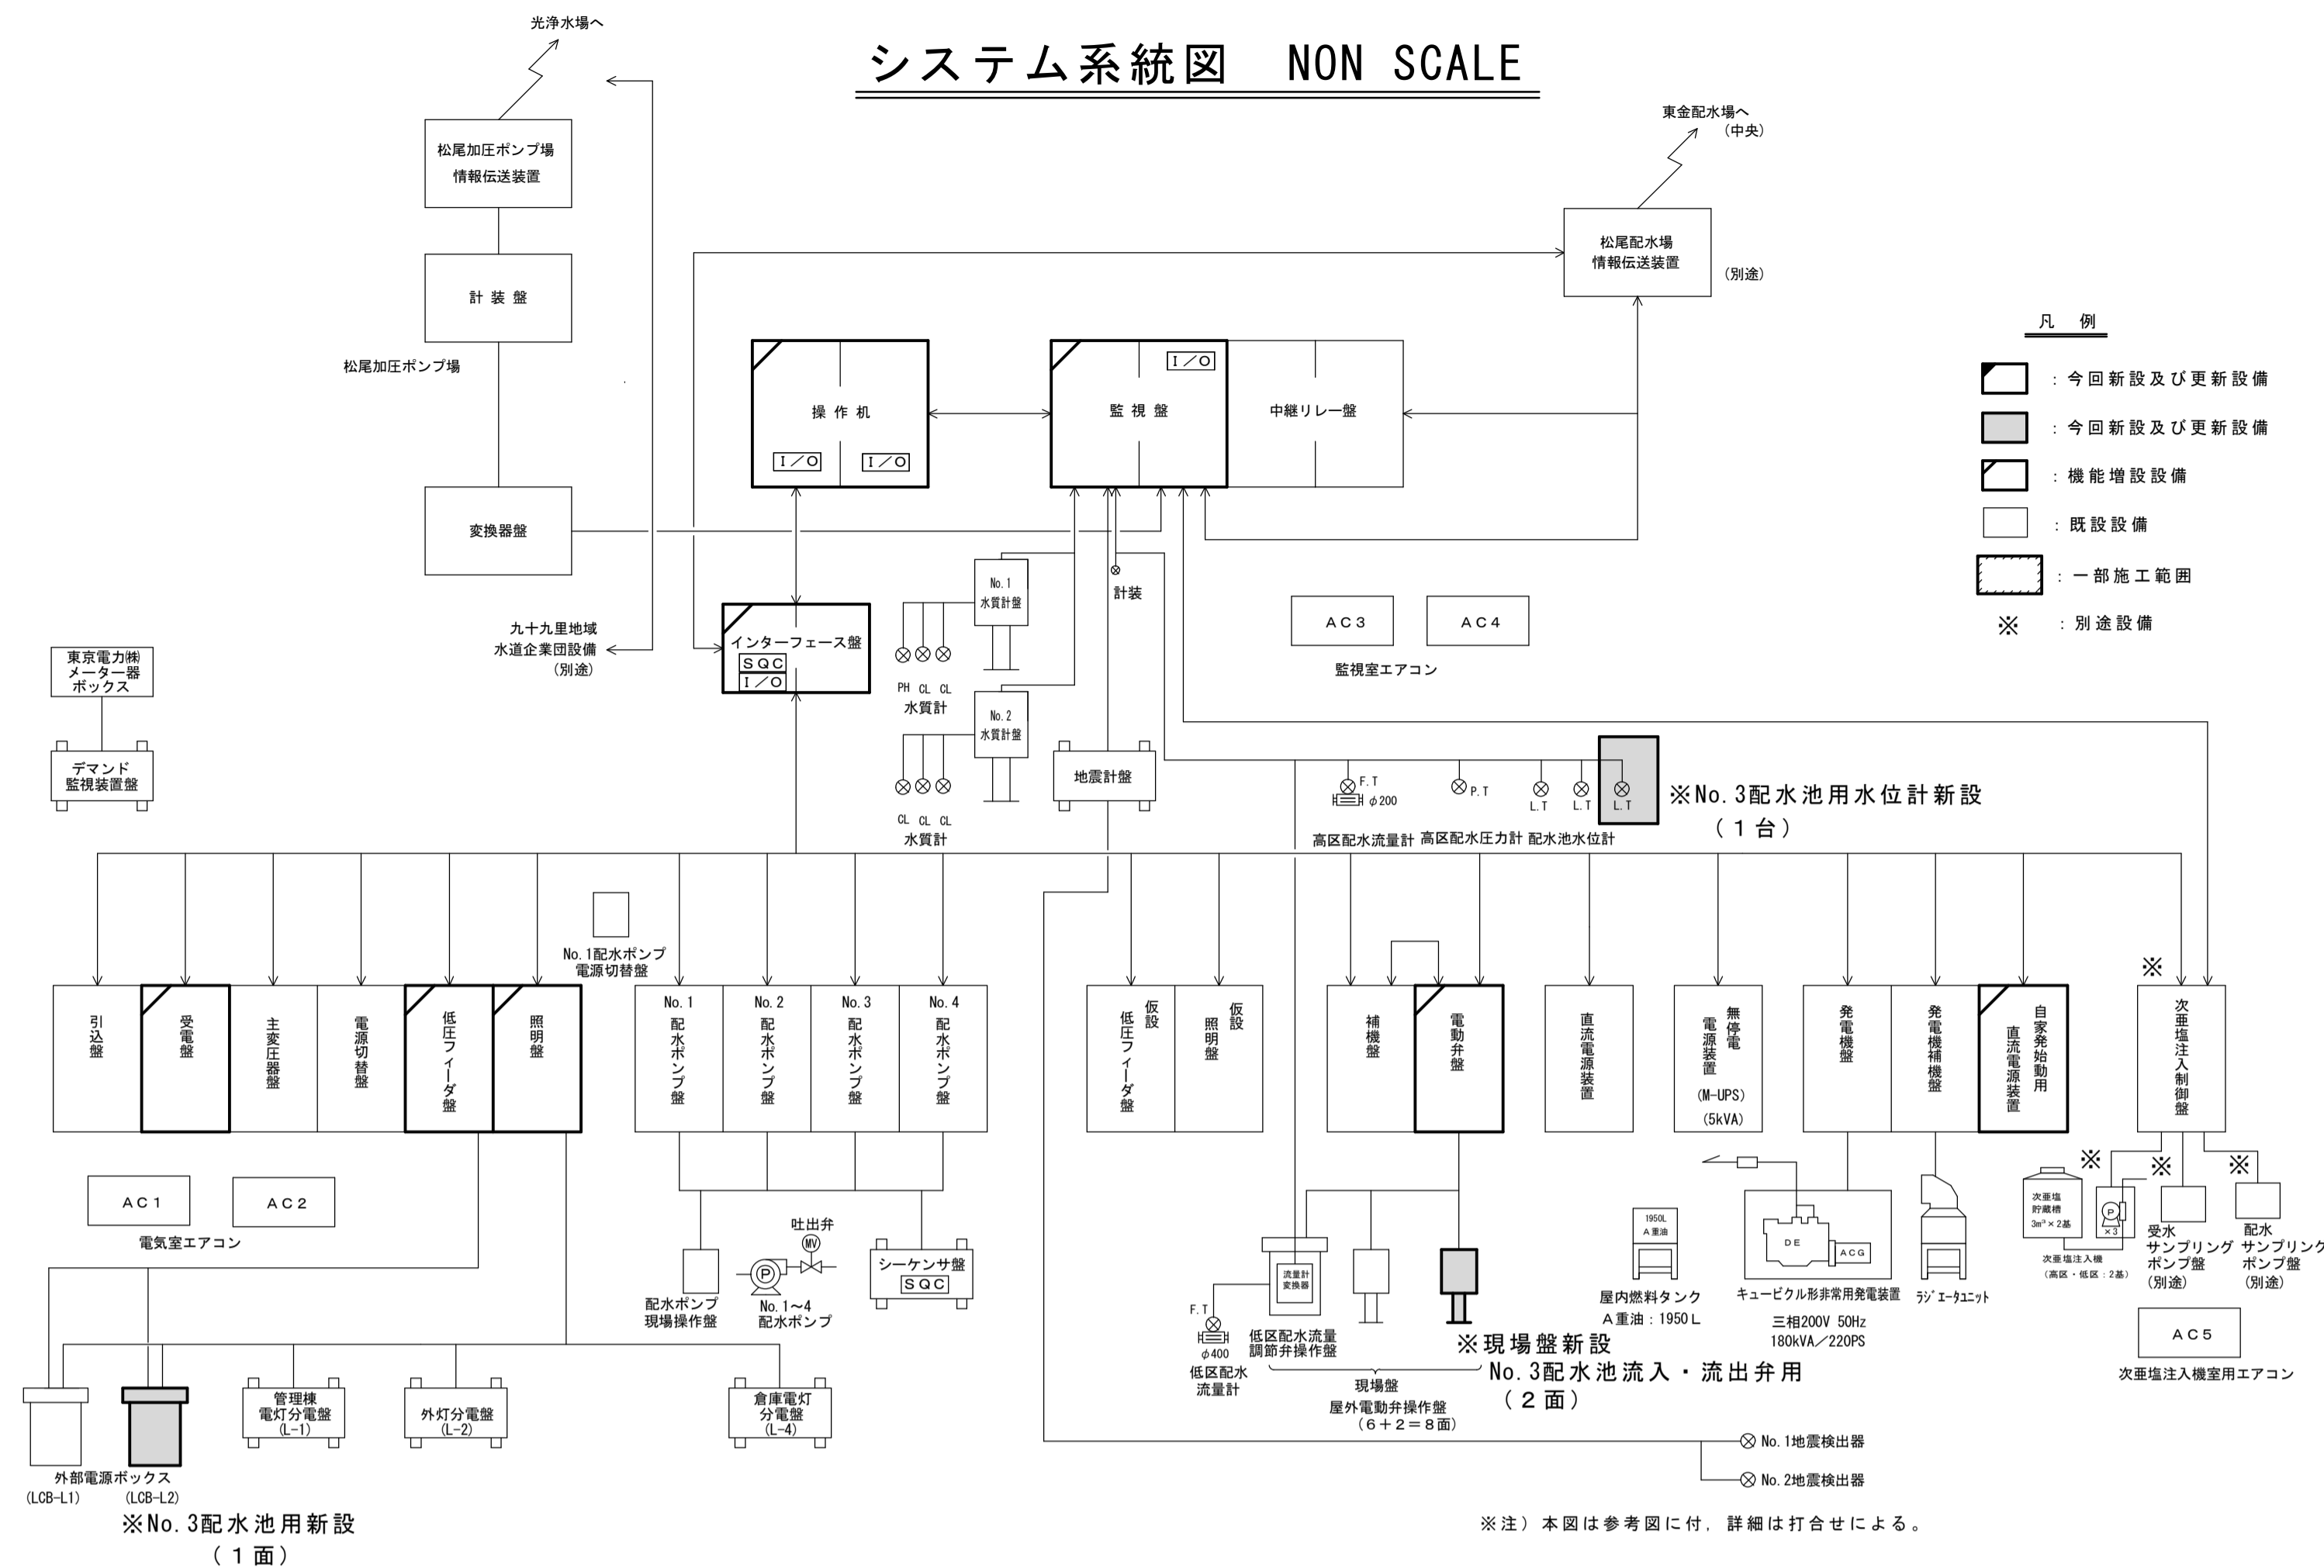 システム系統図　NON SCALE
光浄水場へ
松尾加圧ポンプ場
情報伝送装置
計装盤
松尾加圧ポンプ場
変換器盤
九十九里地域
水道企業団設備
(別途)
東金配水場へ
(中央)
松尾配水場
情報伝送装置
(別途)
操作机
I／O
I／O
監視盤
I／O
中継リレー盤
凡　例
：今回新設及び更新設備
：今回新設及び更新設備
：機能増設設備
：既設設備
：一部施工範囲
※　：別途設備
インターフェース盤
SQC
I／O
No.1
水質計盤
PH CL CL
水質計
No.2
水質計盤
CL CL CL
水質計
計装
地震計盤
AC3
AC4
監視室エアコン
東京電力㈱
メーター器
ボックス
デマンド
監視装置盤
F.T
φ200
高区配水流量計
P.T
高区配水圧力計
L.T
L.T
L.T
配水池水位計
※No.3配水池用水位計新設
(１台)
引込盤
受電盤
主変圧器盤
電源切替盤
低圧フィーダ盤
照明盤
No.1配水ポンプ
電源切替盤
No.1
配水ポンプ盤
No.2
配水ポンプ盤
No.3
配水ポンプ盤
No.4
配水ポンプ盤
仮設
低圧フィーダ盤
仮設
照明盤
補機盤
電動弁盤
直流電源装置
無停電
電源装置
(M-UPS)
(5kVA)
発電機盤
発電機補機盤
自家発始動用
直流電源装置
※
次亜塩注入制御盤
AC1
AC2
電気室エアコン
配水ポンプ
現場操作盤
吐出弁
MV
P
No.1～4
配水ポンプ
シーケンサ盤
SQC
F.T
φ400
低区配水
流量計
流量計
変換器
低区配水流量
調節弁操作盤
現場盤
屋外電動弁操作盤
(６＋２＝８面)
※現場盤新設
No.3配水池流入・流出弁用
(２面)
1950L
A重油
屋内燃料タンク
A重油：1950L
DE
ACG
キュービクル形非常用発電装置
三相200V 50Hz
180kVA／220PS
ラジエータユニット
次亜塩
貯蔵槽
3m³×2基
※
P
×3
次亜塩注入機
(高区・低区：2基)
※
受水
サンプリング
ポンプ盤
(別途)
※
配水
サンプリング
ポンプ盤
(別途)
AC5
次亜塩注入機室用エアコン
外部電源ボックス
(LCB-L1)
(LCB-L2)
※No.3配水池用新設
(１面)
管理棟
電灯分電盤
(L-1)
外灯分電盤
(L-2)
倉庫電灯
分電盤
(L-4)
No.1地震検出器
No.2地震検出器
※注）本図は参考図に付，詳細は打合せによる。